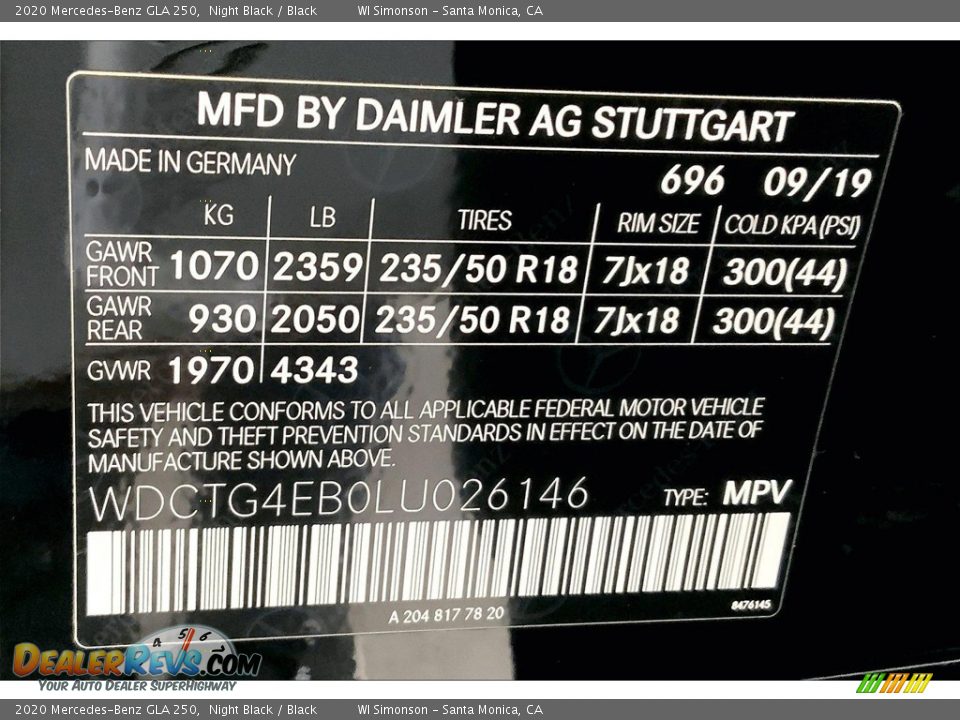 2020 Mercedes-Benz GLA 250, Night Black / Black WI Simonson - Santa Monica, CA
MFD BY DAIMLER AG STUTTGART
MADE IN GERMANY
696 09/19
KG LB TIRES RIM SIZE COLD KPA (PSI)
GAWR FRONT 1070 2359 235/50 R18 7Jx18 300(44)
GAWR REAR 930 2050 235/50 R18 7Jx18 300(44)
GVWR 1970 4343
THIS VEHICLE CONFORMS TO ALL APPLICABLE FEDERAL MOTOR VEHICLE
SAFETY AND THEFT PREVENTION STANDARDS IN EFFECT ON THE DATE OF
MANUFACTURE SHOWN ABOVE.
WDCTG4EB0LU026146 TYPE: MPV
A 204 817 78 20
8476145
4 5 6
DEALERREVS.COM
YOUR AUTO DEALER SUPERHIGHWAY
2020 Mercedes-Benz GLA 250, Night Black / Black WI Simonson - Santa Monica, CA